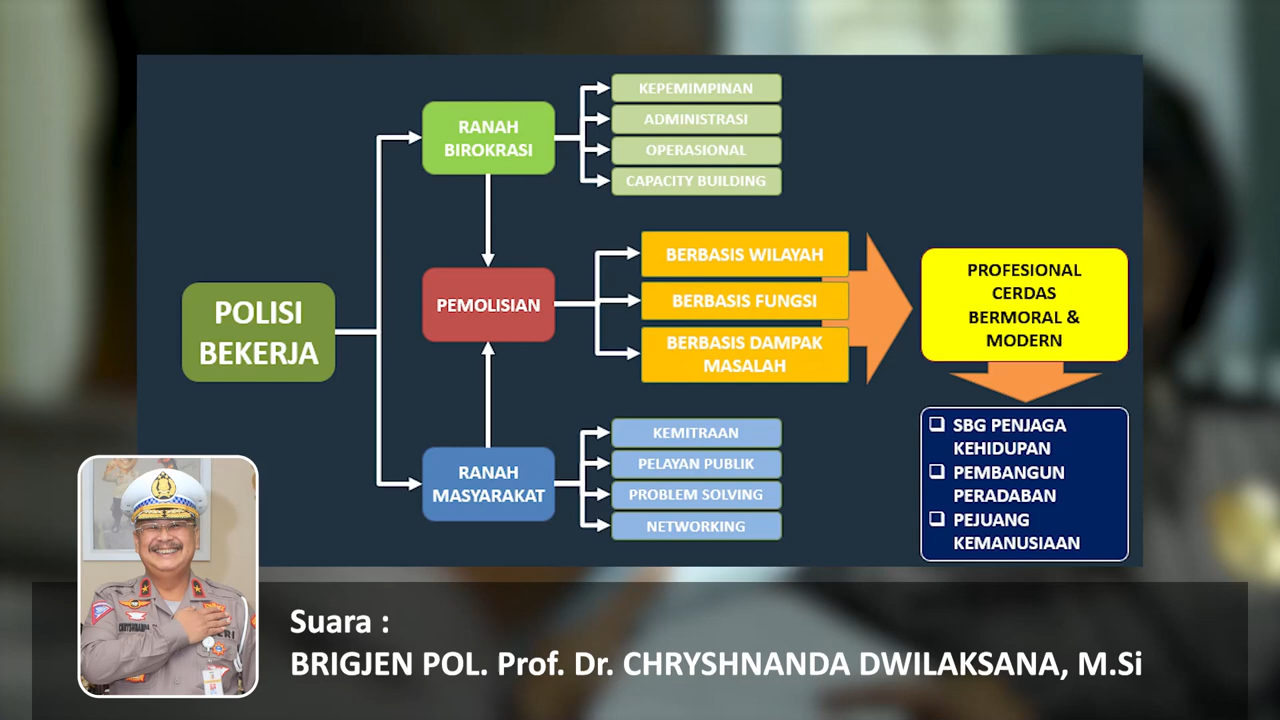 POLISI
BEKERJA
RANAH
BIROKRASI
KEPEMIMPINAN
ADMINISTRASI
OPERASIONAL
CAPACITY BUILDING
PEMOLISIAN
BERBASIS WILAYAH
BERBASIS FUNGSI
BERBASIS DAMPAK
MASALAH
RANAH
MASYARAKAT
KEMITRAAN
PELAYAN PUBLIK
PROBLEM SOLVING
NETWORKING
PROFESIONAL
CERDAS
BERMORAL &
MODERN
SBG PENJAGA
KEHIDUPAN
PEMBANGUN
PERADABAN
PEJUANG
KEMANUSIAAN
Suara :
BRIGJEN POL. Prof. Dr. CHRYSHNANDA DWILAKSANA, M.Si